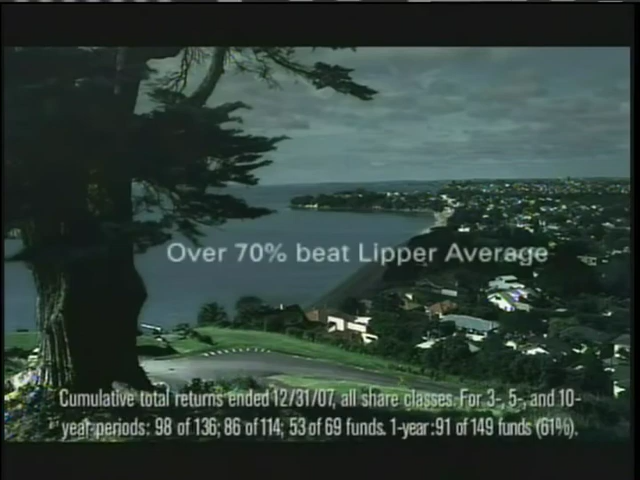 Over 70% beat Lipper Average
Cumulative total returns ended 12/31/07, all share classes. For 3-, 5-, and 10-
year periods: 98 of 136; 86 of 114; 53 of 69 funds. 1-year: 91 of 149 funds (61%).